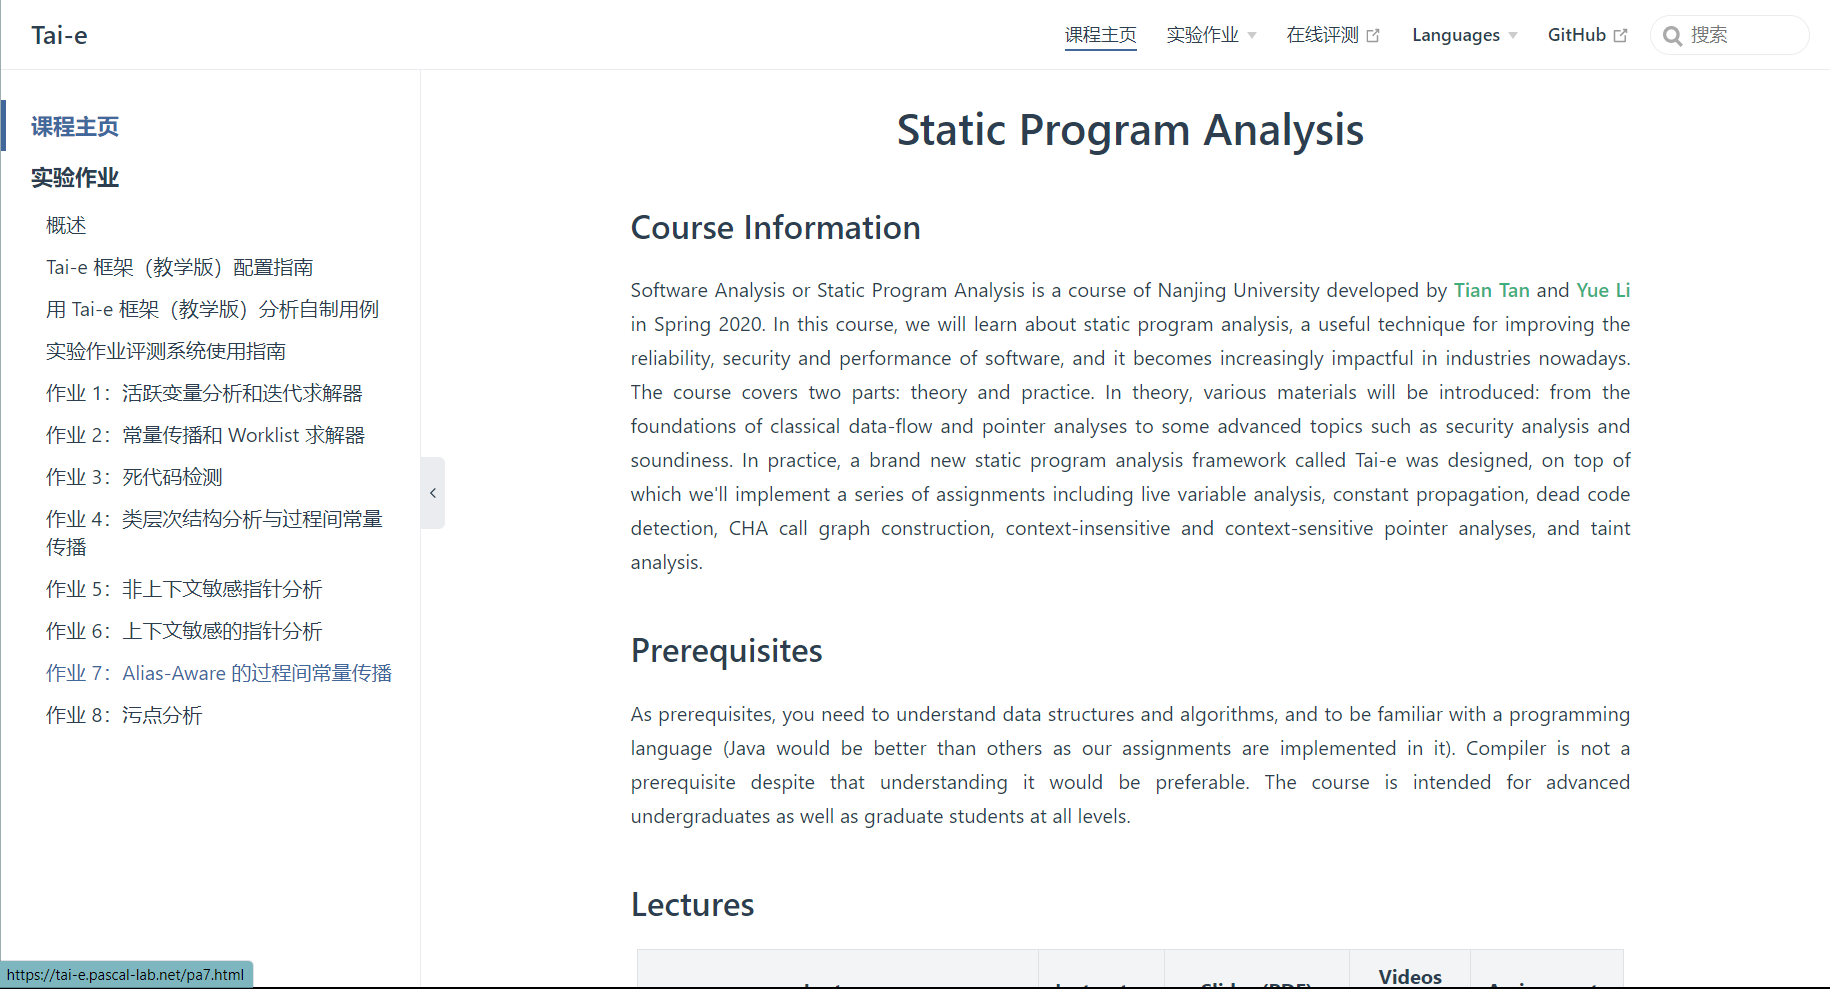 Tai-e
课程主页 实验作业 在线评测 Languages GitHub 搜索
课程主页
实验作业
概述
Tai-e 框架（教学版）配置指南
用 Tai-e 框架（教学版）分析自制用例
实验作业评测系统使用指南
作业 1：活跃变量分析和迭代求解器
作业 2：常量传播和 Worklist 求解器
作业 3：死代码检测
作业 4：类层次结构分析与过程间常量
传播
作业 5：非上下文敏感指针分析
作业 6：上下文敏感的指针分析
作业 7：Alias-Aware 的过程间常量传播
作业 8：污点分析
Static Program Analysis
Course Information
Software Analysis or Static Program Analysis is a course of Nanjing University developed by Tian Tan and Yue Li
in Spring 2020. In this course, we will learn about static program analysis, a useful technique for improving the
reliability, security and performance of software, and it becomes increasingly impactful in industries nowadays.
The course covers two parts: theory and practice. In theory, various materials will be introduced: from the
foundations of classical data-flow and pointer analyses to some advanced topics such as security analysis and
soundiness. In practice, a brand new static program analysis framework called Tai-e was designed, on top of
which we'll implement a series of assignments including live variable analysis, constant propagation, dead code
detection, CHA call graph construction, context-insensitive and context-sensitive pointer analyses, and taint
analysis.
Prerequisites
As prerequisites, you need to understand data structures and algorithms, and to be familiar with a programming
language (Java would be better than others as our assignments are implemented in it). Compiler is not a
prerequisite despite that understanding it would be preferable. The course is intended for advanced
undergraduates as well as graduate students at all levels.
Lectures
Videos
https://tai-e.pascal-lab.net/pa7.html